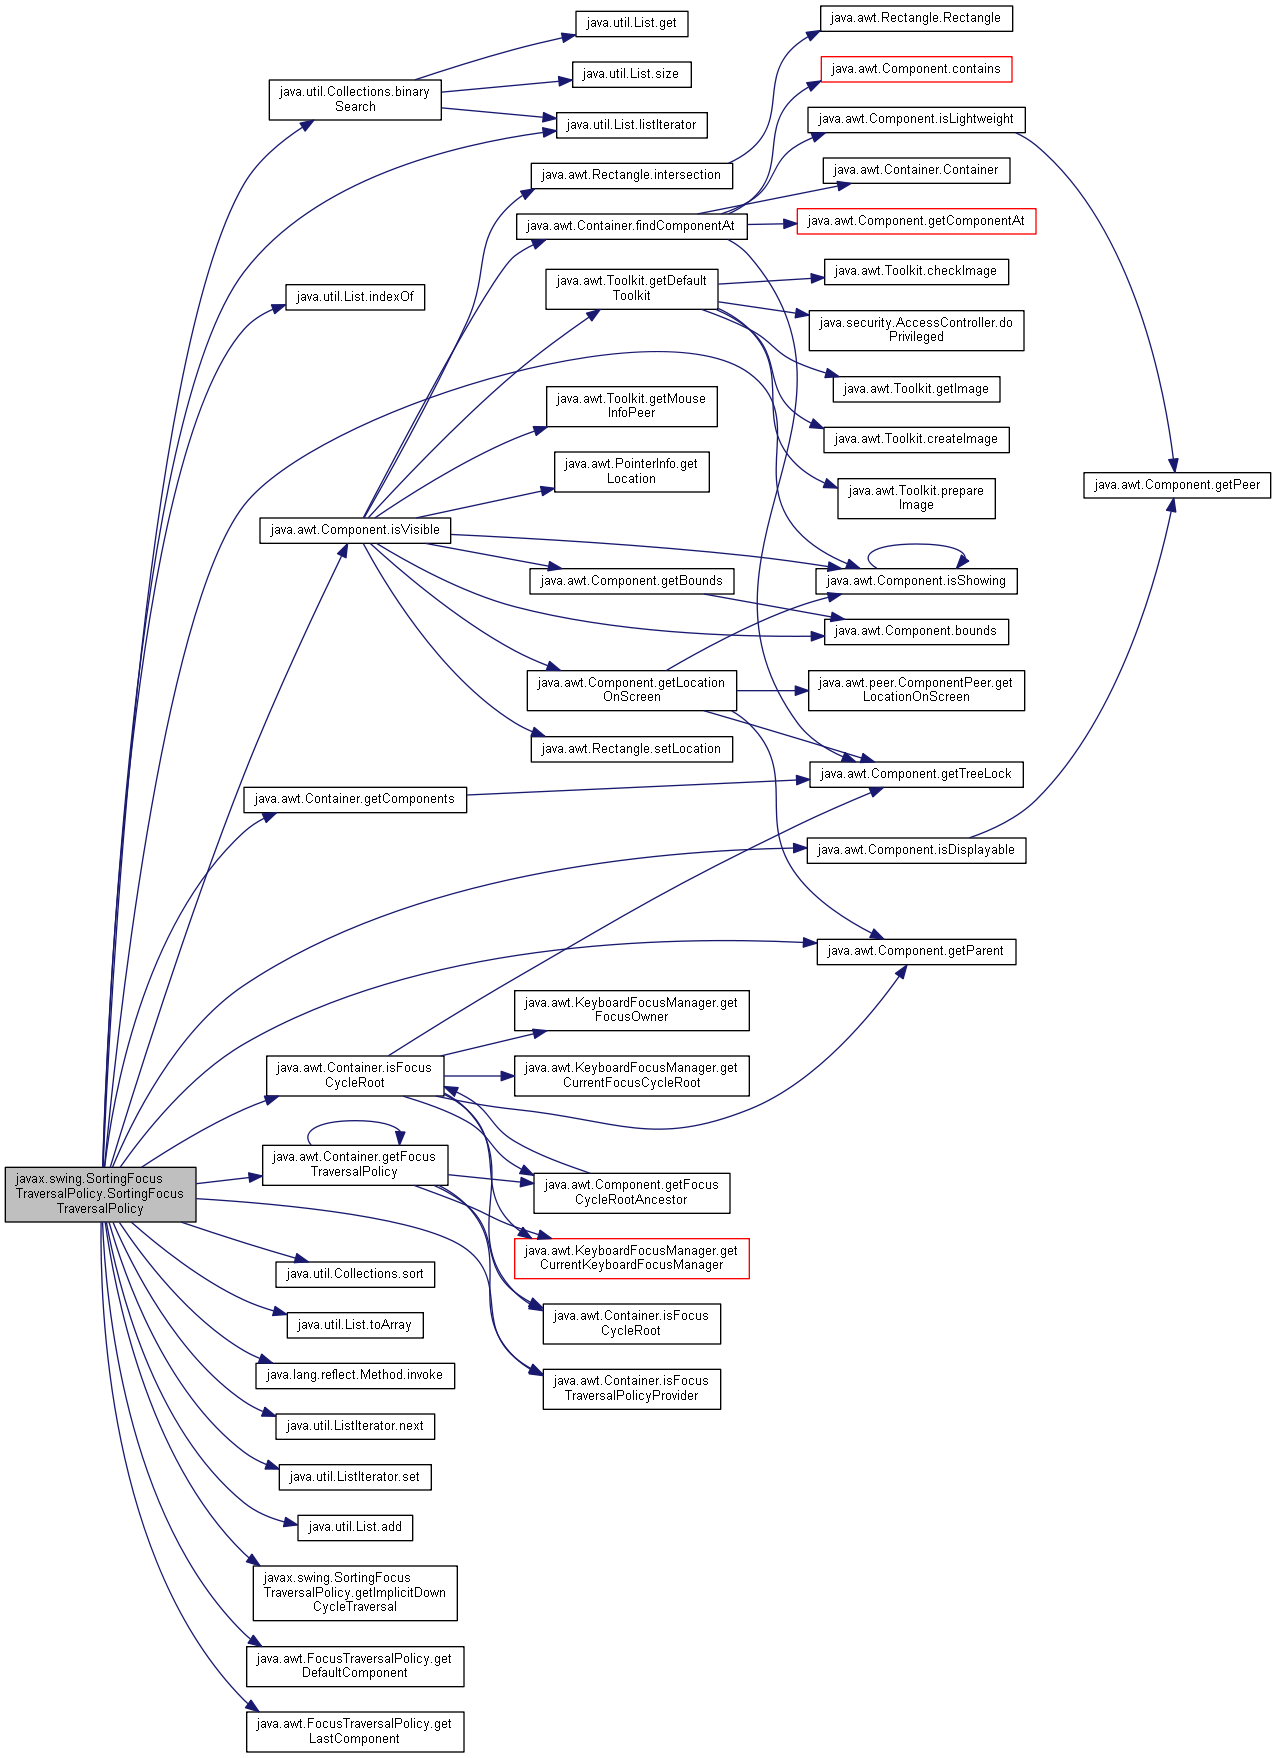 java.util.List.get
java.awt.Rectangle.Rectangle
java.awt.Component.contains
java.util.List.size
java.util.Collections.binary
Search
java.util.List.listIterator
java.awt.Component.isLightweight
java.awt.Rectangle.intersection
java.awt.Container.Container
java.awt.Container.findComponentAt
java.awt.Component.getComponentAt
java.awt.Toolkit.getDefault
Toolkit
java.awt.Toolkit.checkImage
java.util.List.indexOf
java.security.AccessController.do
Privileged
java.awt.Toolkit.getImage
java.awt.Toolkit.getMouse
InfoPeer
java.awt.Toolkit.createImage
java.awt.PointerInfo.get
Location
java.awt.Component.getPeer
java.awt.Toolkit.prepare
Image
java.awt.Component.isVisible
java.awt.Component.getBounds
java.awt.Component.isShowing
java.awt.Component.bounds
java.awt.Component.getLocation
OnScreen
java.awt.peer.ComponentPeer.get
LocationOnScreen
java.awt.Rectangle.setLocation
java.awt.Component.getTreeLock
java.awt.Container.getComponents
java.awt.Component.isDisplayable
java.awt.Component.getParent
java.awt.KeyboardFocusManager.get
FocusOwner
java.awt.Container.isFocus
CycleRoot
java.awt.KeyboardFocusManager.get
CurrentFocusCycleRoot
java.awt.Container.getFocus
TraversalPolicy
javax.swing.SortingFocus
TraversalPolicy.SortingFocus
TraversalPolicy
java.awt.Component.getFocus
CycleRootAncestor
java.awt.KeyboardFocusManager.get
CurrentKeyboardFocusManager
java.util.Collections.sort
java.awt.Container.isFocus
CycleRoot
java.util.List.toArray
java.lang.reflect.Method.invoke
java.awt.Container.isFocus
TraversalPolicyProvider
java.util.ListIterator.next
java.util.ListIterator.set
java.util.List.add
javax.swing.SortingFocus
TraversalPolicy.getImplicitDown
CycleTraversal
java.awt.FocusTraversalPolicy.get
DefaultComponent
java.awt.FocusTraversalPolicy.get
LastComponent